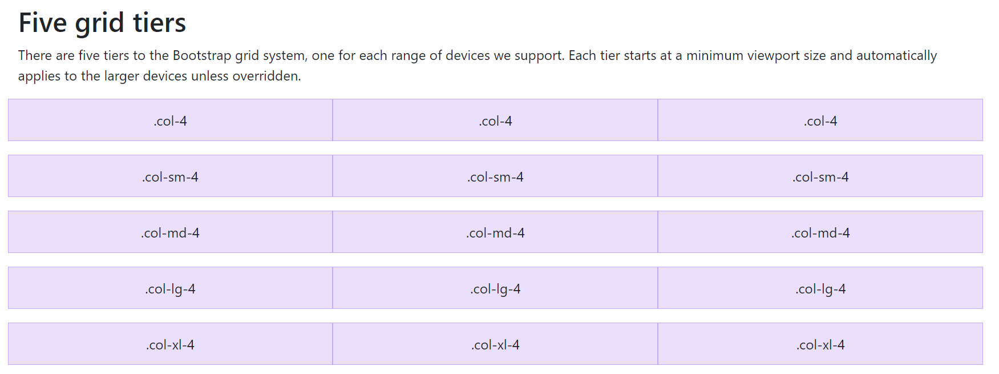 Five grid tiers
There are five tiers to the Bootstrap grid system, one for each range of devices we support. Each tier starts at a minimum viewport size and automatically
applies to the larger devices unless overridden.
.col-4 .col-4 .col-4
.col-sm-4 .col-sm-4 .col-sm-4
.col-md-4 .col-md-4 .col-md-4
.col-lg-4 .col-lg-4 .col-lg-4
.col-xl-4 .col-xl-4 .col-xl-4